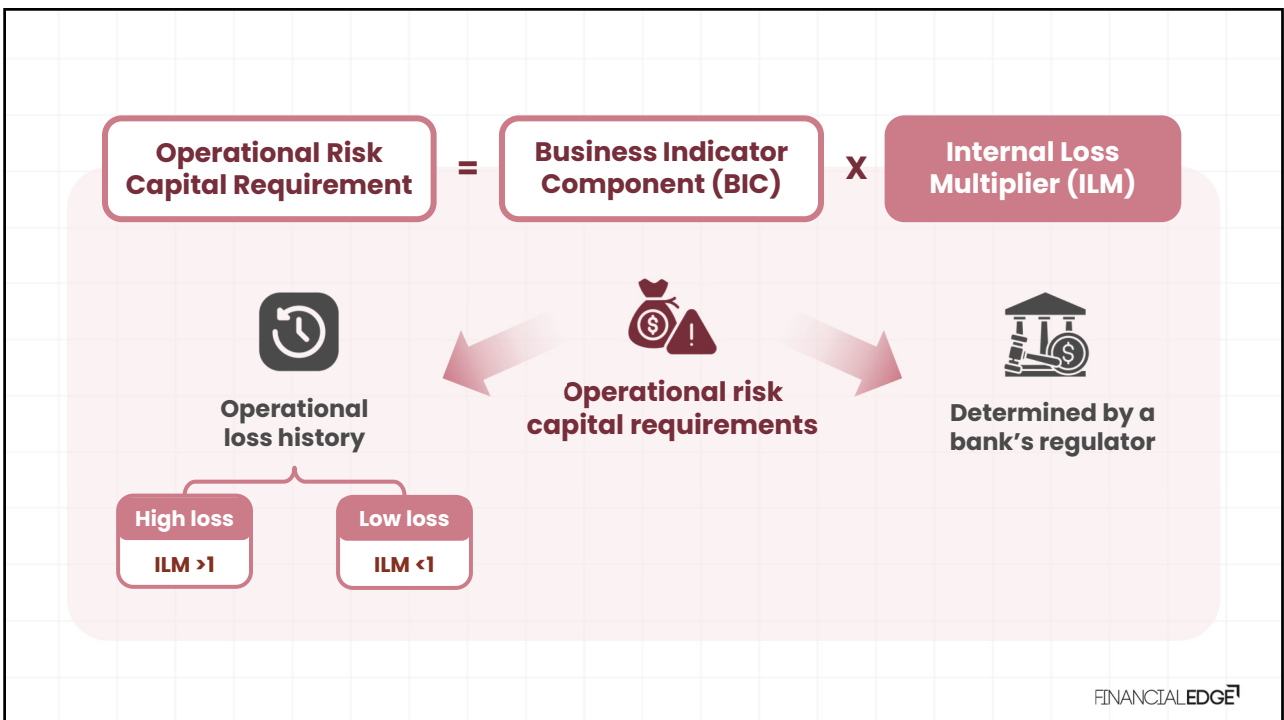 Operational Risk
Capital Requirement
=
Business Indicator
Component (BIC)
X
Internal Loss
Multiplier (ILM)
Operational
loss history
Operational risk
capital requirements
Determined by a
bank's regulator
High loss
ILM >1
Low loss
ILM <1
FINANCIALEDGE